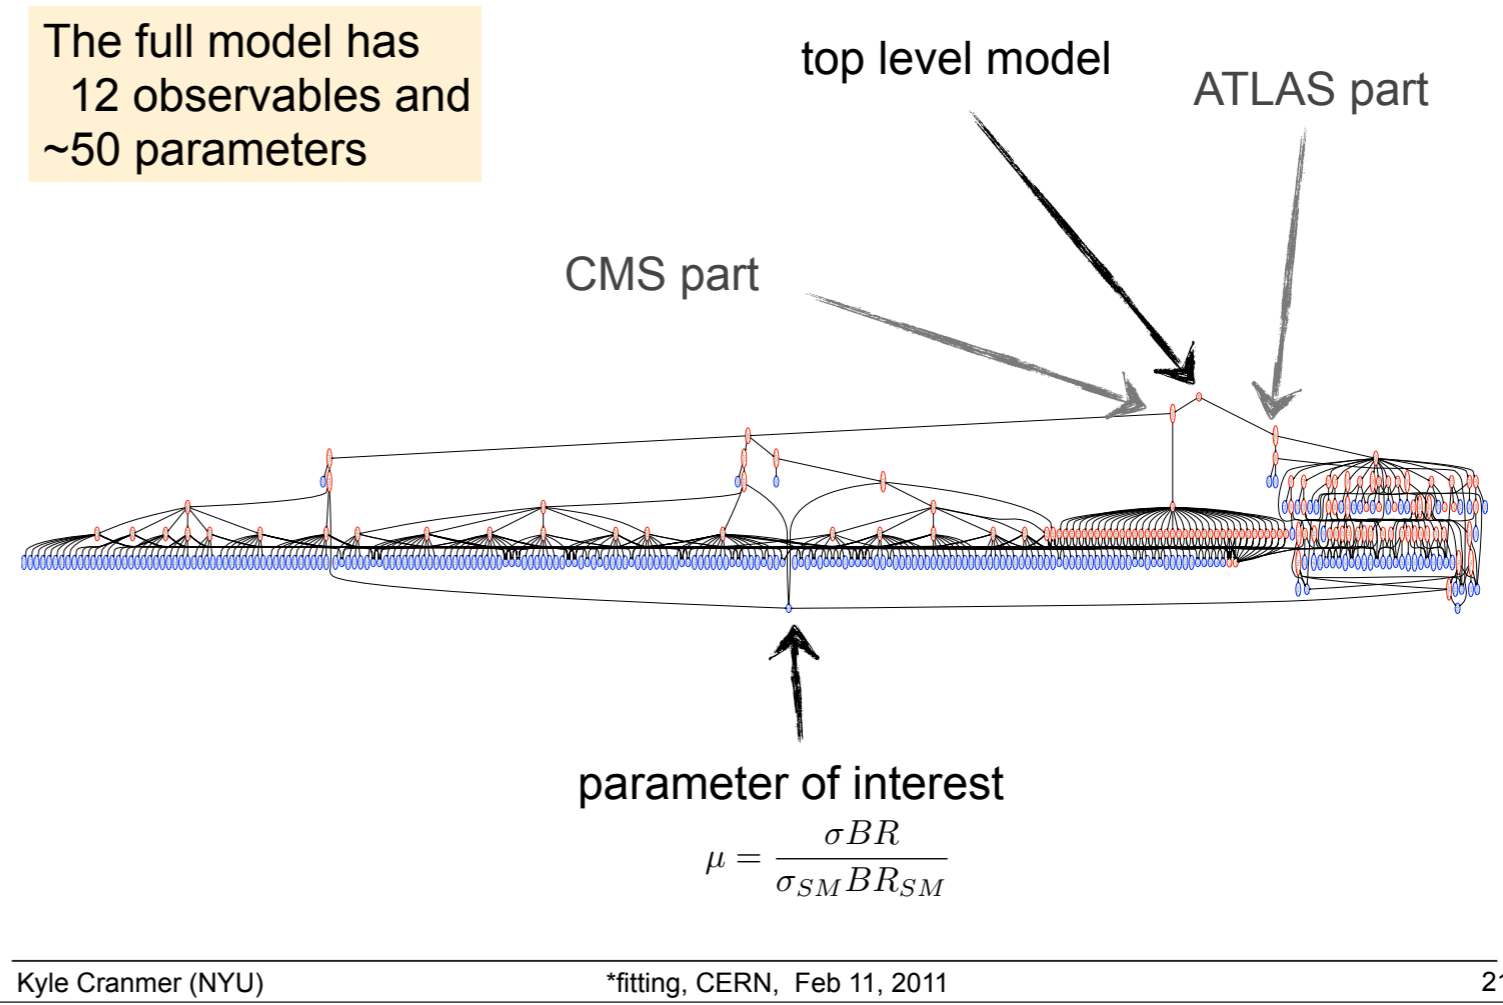 The full model has
12 observables and
~50 parameters
top level model
ATLAS part
CMS part
parameter of interest
μ = σBR / σ_SM BR_SM
Kyle Cranmer (NYU)
*fitting, CERN, Feb 11, 2011
21